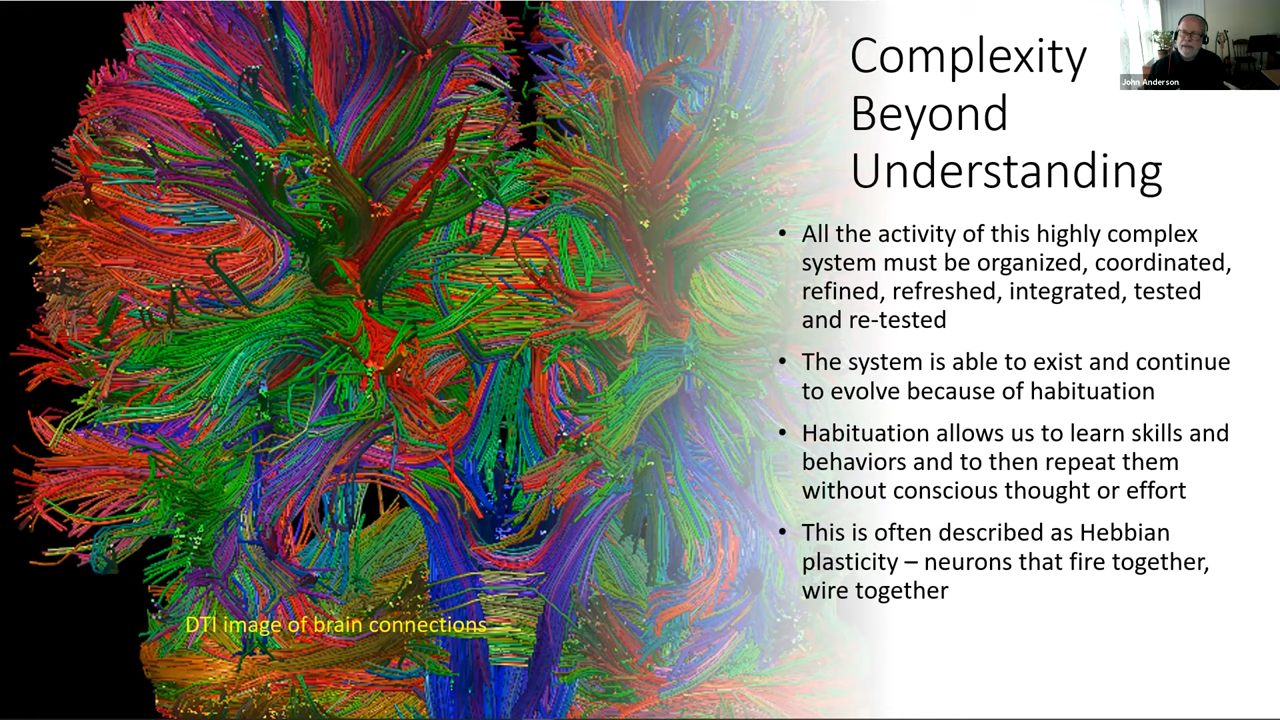 Complexity
Beyond
Understanding
John Anderson
• All the activity of this highly complex
system must be organized, coordinated,
refined, refreshed, integrated, tested
and re-tested
• The system is able to exist and continue
to evolve because of habituation
• Habituation allows us to learn skills and
behaviors and to then repeat them
without conscious thought or effort
• This is often described as Hebbian
plasticity – neurons that fire together,
wire together
DTI image of brain connections